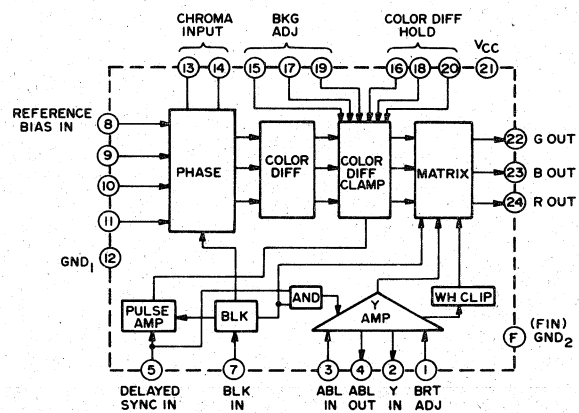 CHROMA
INPUT
BKG
ADJ
COLOR DIFF
HOLD
VCC
13 14 15 17 19 16 18 20 21
REFERENCE
BIAS IN
8
9
10
11
GND1
12
PHASE
COLOR
DIFF
COLOR
DIFF
CLAMP
MATRIX
22 G OUT
23 B OUT
24 R OUT
PULSE
AMP
BLK
AND
Y
AMP
WH CLIP
F (FIN)
GND2
5 7 3 4 2 1
DELAYED
SYNC IN
BLK
IN
ABL
IN
ABL
OUT
Y
IN
BRT
ADJ